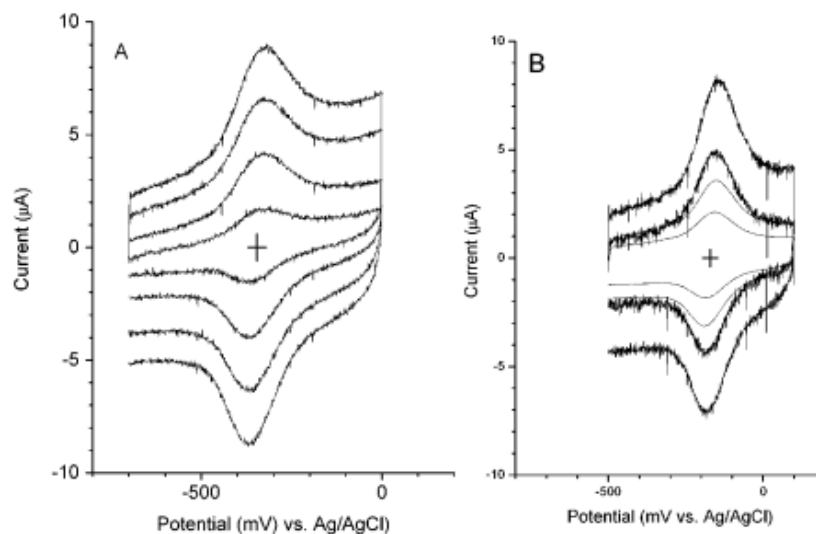 A
10
5
0
-5
-10
Current (μA)
-500
0
Potential (mV) vs. Ag/AgCl)
B
10
5
0
-5
-10
Current (μA)
-500
0
Potential (mV vs. Ag/AgCl)